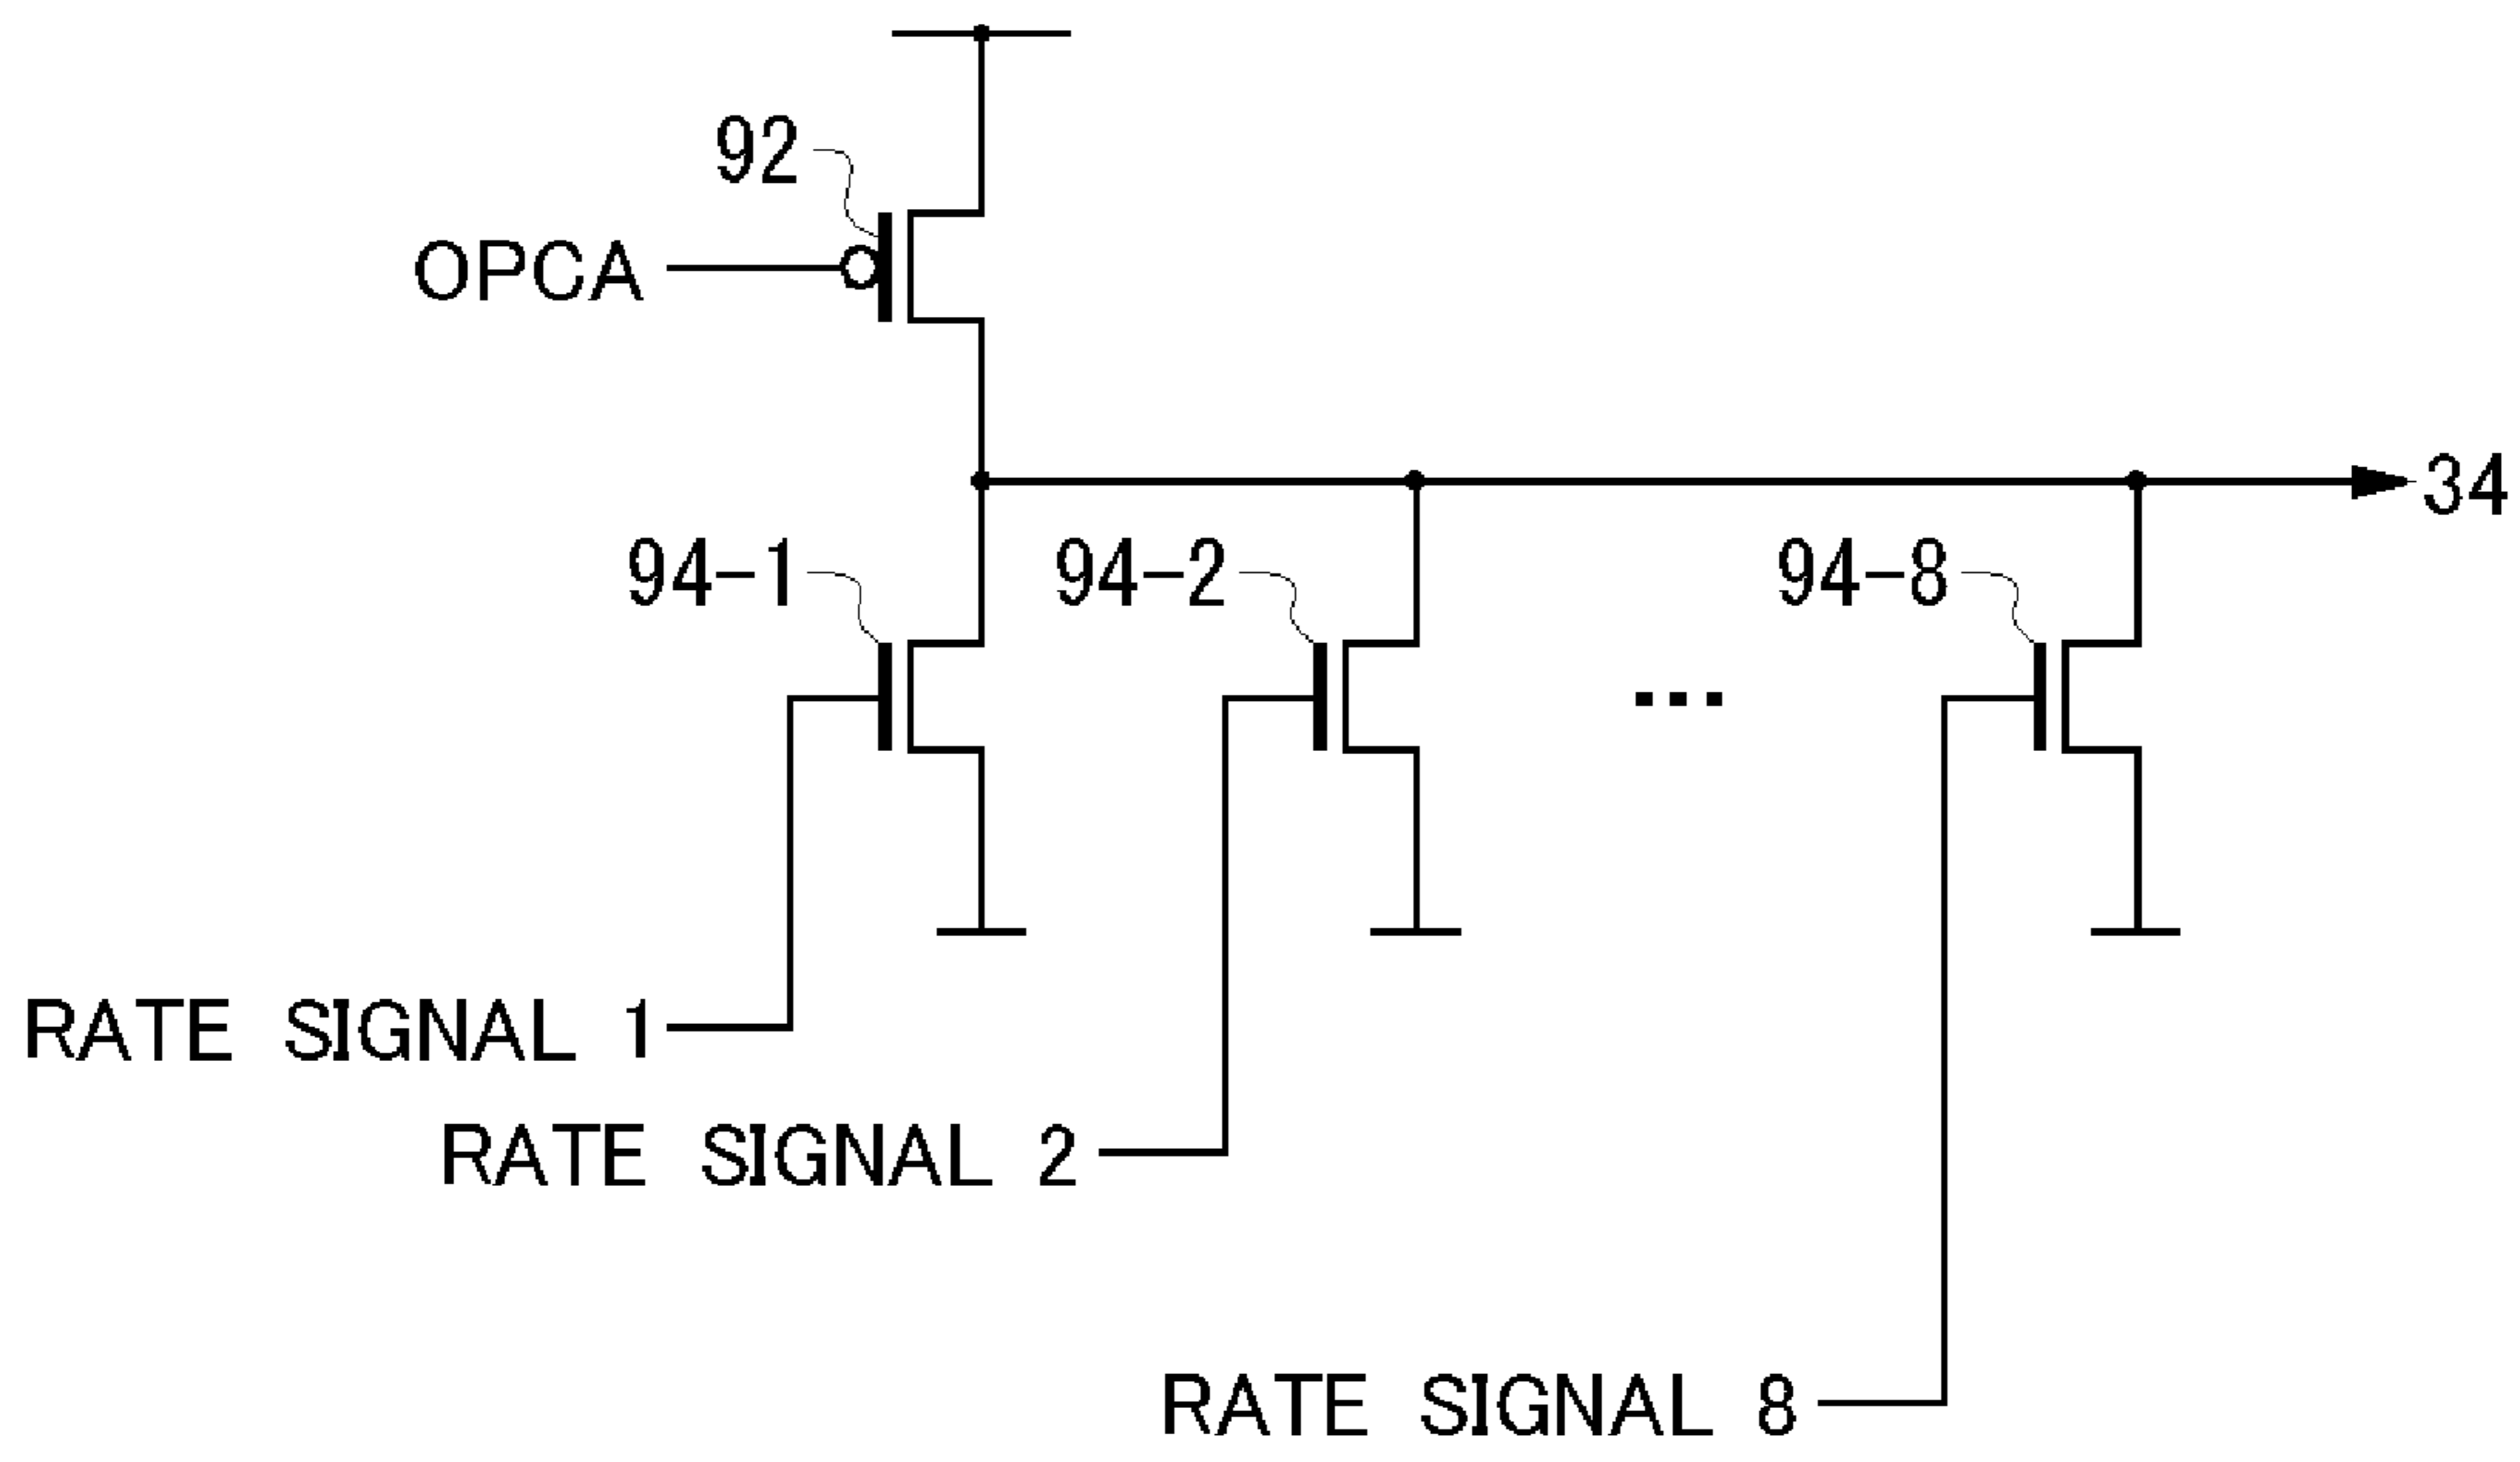 92
OPCA
34
94-1
94-2
94-8
RATE SIGNAL 1
RATE SIGNAL 2
RATE SIGNAL 8